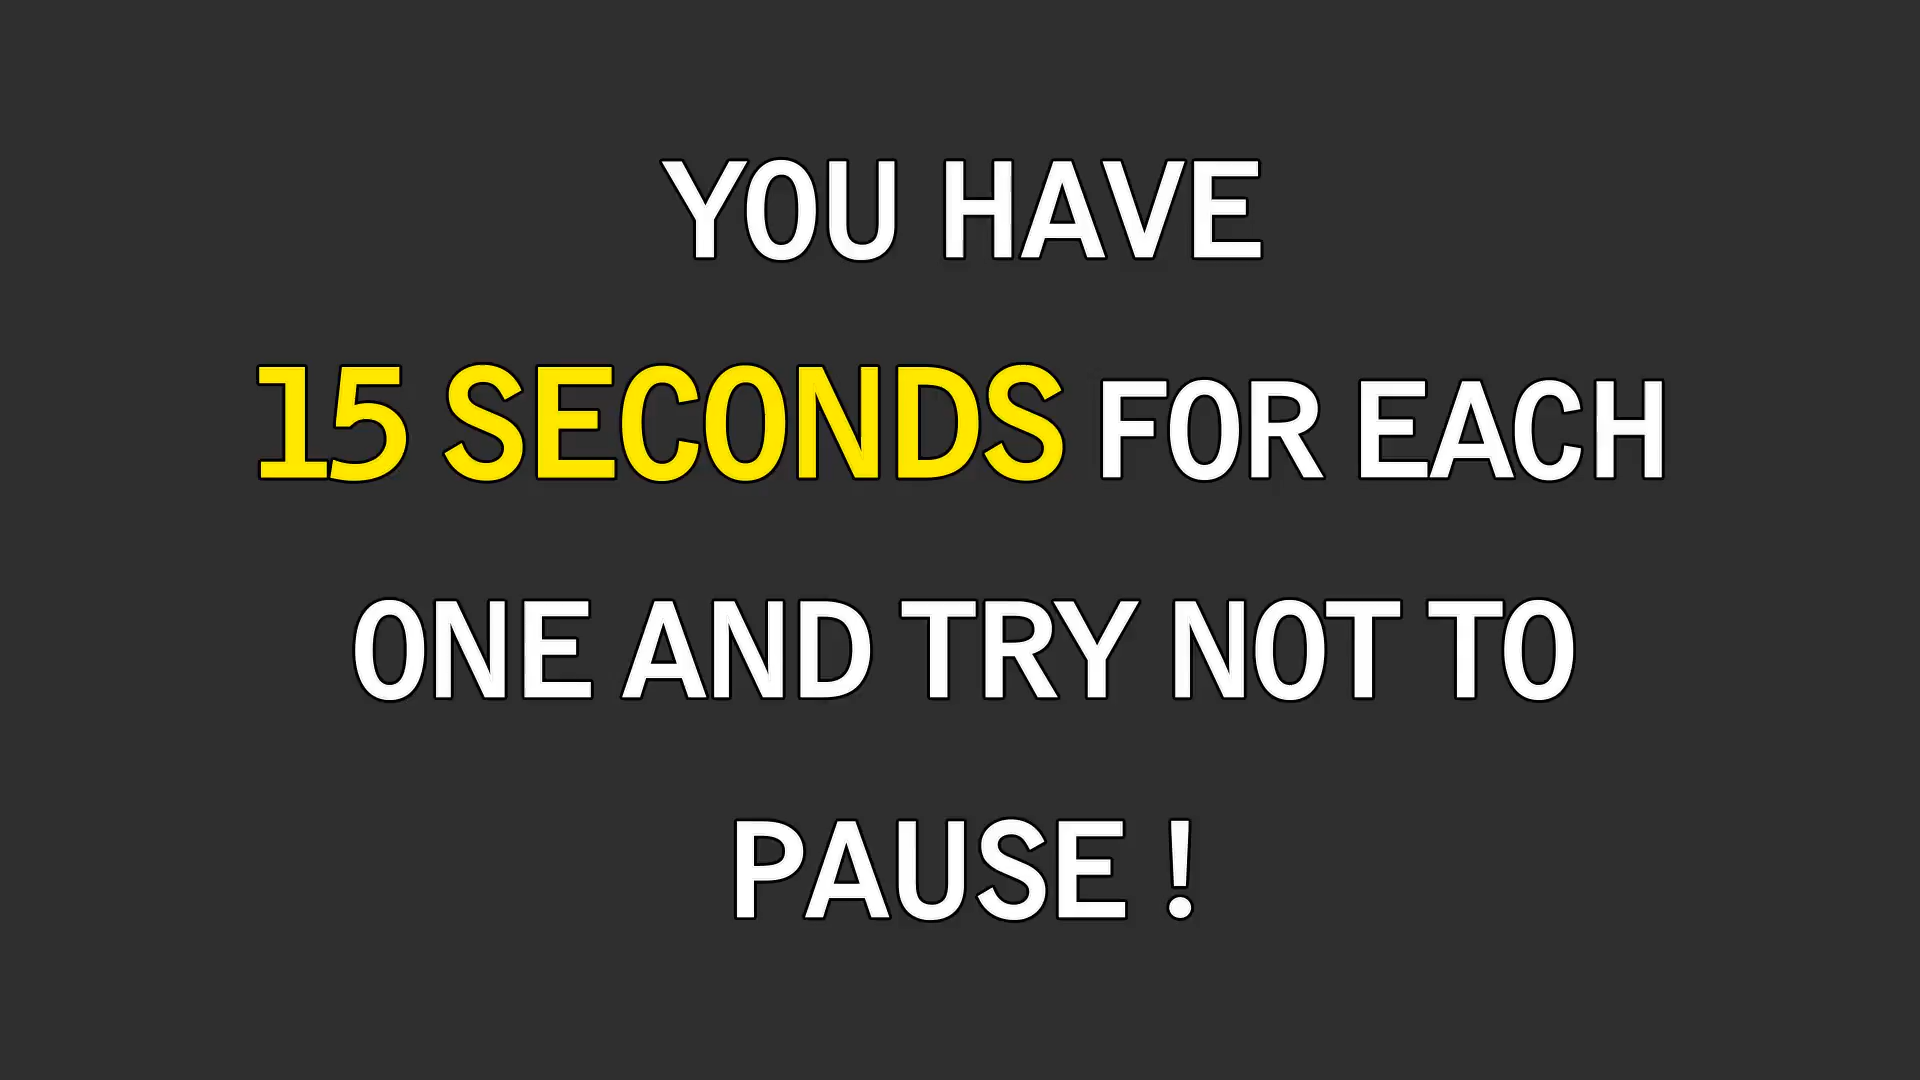 YOU HAVE
15 SECONDS FOR EACH
ONE AND TRY NOT TO
PAUSE !